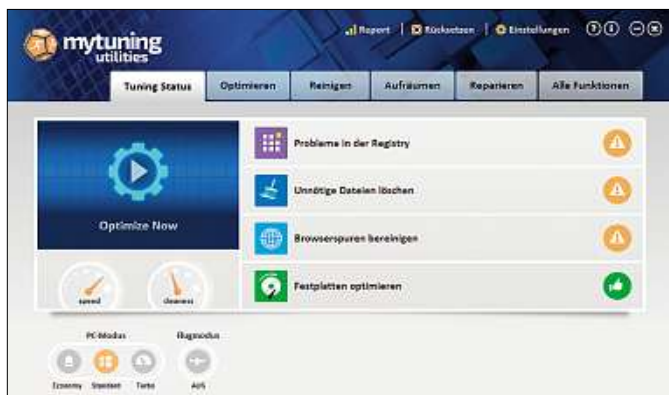 mytuning
utilities
Report | Rücksetzen | Einstellungen
Tuning Status
Optimieren
Reinigen
Aufräumen
Reparieren
Alle Funktionen
Optimize Now
speed
cleaness
Probleme in der Registry
Unnötige Dateien löschen
Browserspuren bereinigen
Festplatten optimieren
PC-Modus
Flugmodus
Economy
Standard
Turbo
AUS